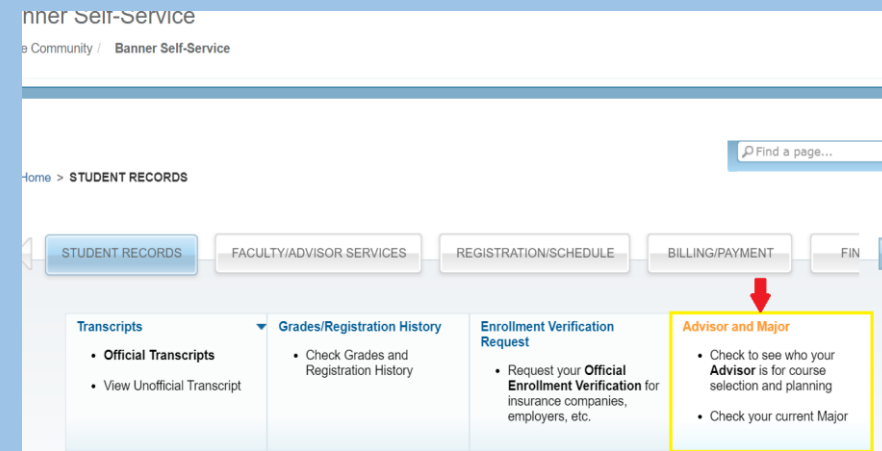 nner Self-Service
e Community / Banner Self-Service
Find a page...
Home > STUDENT RECORDS
STUDENT RECORDS FACULTY/ADVISOR SERVICES REGISTRATION/SCHEDULE BILLING/PAYMENT FIN
Transcripts
• Official Transcripts
• View Unofficial Transcript
Grades/Registration History
• Check Grades and
Registration History
Enrollment Verification
Request
• Request your Official
Enrollment Verification for
insurance companies,
employers, etc.
Advisor and Major
• Check to see who your
Advisor is for course
selection and planning
• Check your current Major